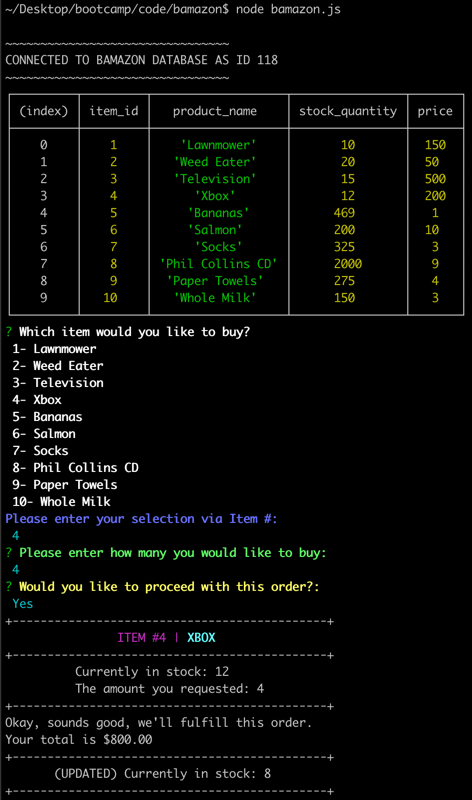 ~/Desktop/bootcamp/code/bamazon$ node bamazon.js
~~~~~~~~~~~~~~~~~~~~~~~~~~~~~~~~
CONNECTED TO BAMAZON DATABASE AS ID 118
~~~~~~~~~~~~~~~~~~~~~~~~~~~~~~~~
(index) item_id product_name stock_quantity price
0 1 'Lawnmower' 10 150
1 2 'Weed Eater' 20 50
2 3 'Television' 15 500
3 4 'Xbox' 12 200
4 5 'Bananas' 469 1
5 6 'Salmon' 200 10
6 7 'Socks' 325 3
7 8 'Phil Collins CD' 2000 9
8 9 'Paper Towels' 275 4
9 10 'Whole Milk' 150 3
? Which item would you like to buy?
1- Lawnmower
2- Weed Eater
3- Television
4- Xbox
5- Bananas
6- Salmon
7- Socks
8- Phil Collins CD
9- Paper Towels
10- Whole Milk
Please enter your selection via Item #:
4
? Please enter how many you would like to buy:
4
? Would you like to proceed with this order?:
Yes
+---------------------------------------------+
ITEM #4 | XBOX
+---------------------------------------------+
Currently in stock: 12
The amount you requested: 4
+---------------------------------------------+
Okay, sounds good, we'll fulfill this order.
Your total is $800.00
+---------------------------------------------+
(UPDATED) Currently in stock: 8
+---------------------------------------------+